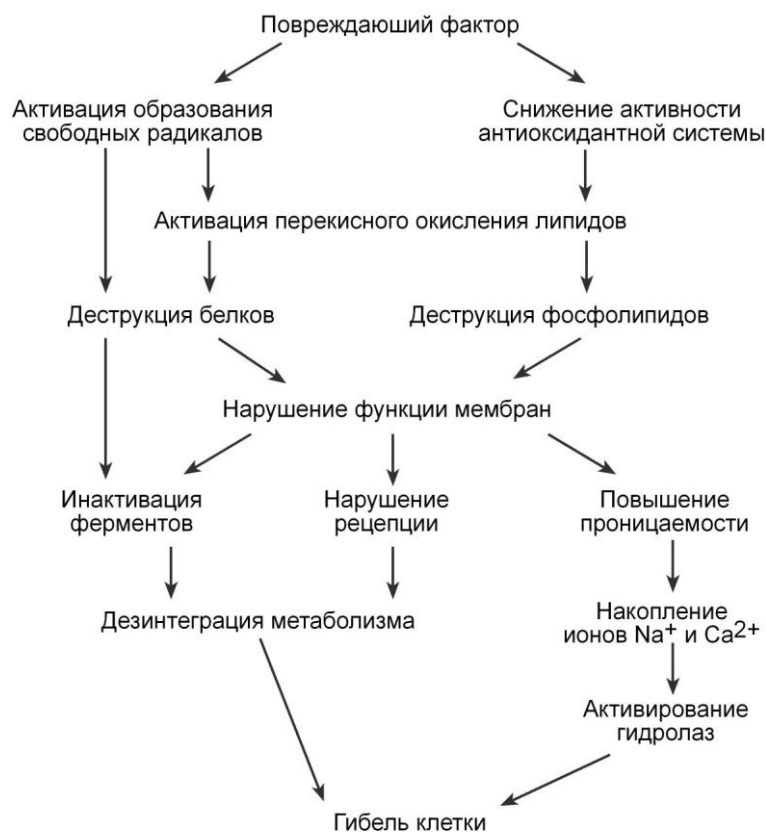 Повреждаюший фактор
Активация образования
свободных радикалов
Снижение активности
антиоксидантной системы
Активация перекисного окисления липидов
Деструкция белков
Деструкция фосфолипидов
Нарушение функции мембран
Инактивация
ферментов
Нарушение
рецепции
Повышение
проницаемости
Дезинтеграция метаболизма
Накопление
ионов Na⁺ и Ca²⁺
Активирование
гидролаз
Гибель клетки